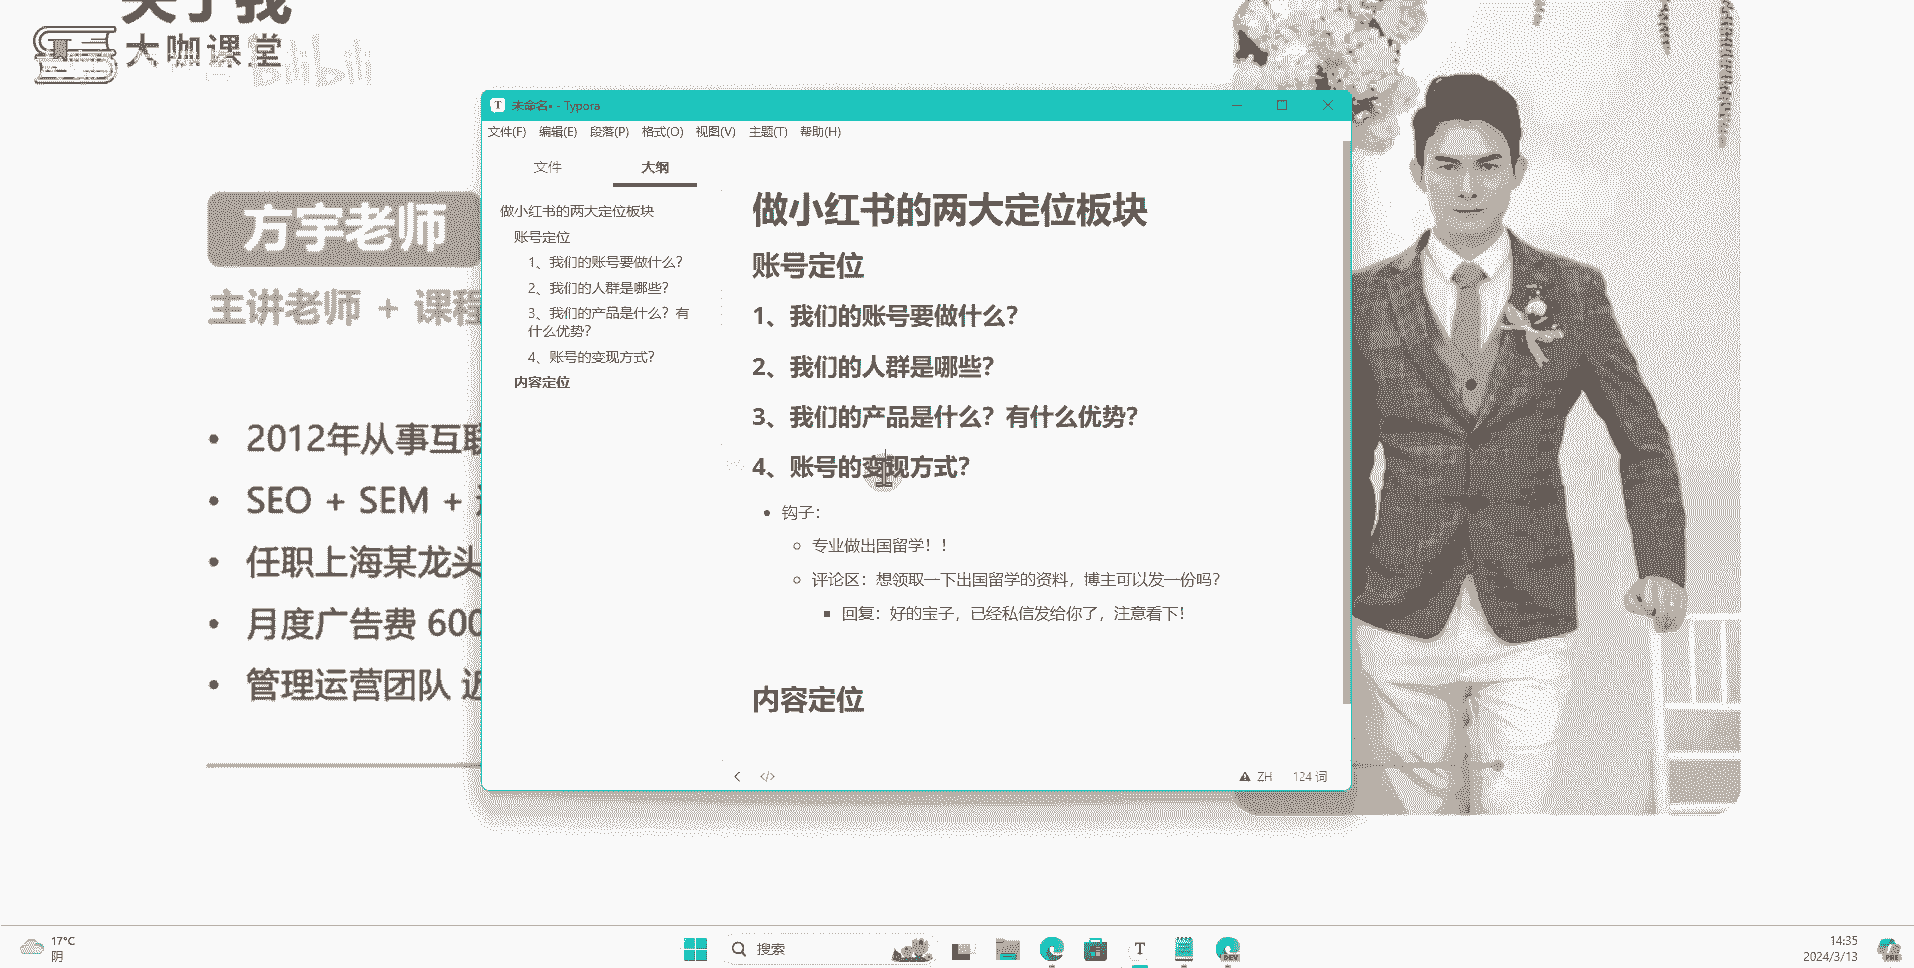 关于我
大咖课堂
bilibili
方宇老师
主讲老师 + 课程
2012年从事互联
SEO + SEM +
任职上海某龙头
月度广告费 600
管理运营团队 近
未命名• - Typora
文件(F) 编辑(E) 段落(P) 格式(O) 视图(V) 主题(T) 帮助(H)
文件 大纲
做小红书的两大定位板块
账号定位
1、我们的账号要做什么?
2、我们的人群是哪些?
3、我们的产品是什么？有
什么优势?
4、账号的变现方式?
内容定位
做小红书的两大定位板块
账号定位
1、我们的账号要做什么?
2、我们的人群是哪些?
3、我们的产品是什么？有什么优势?
4、账号的变现方式?
钩子：
专业做出国留学！！
评论区：想领取一下出国留学的资料，博主可以发一份吗?
回复：好的宝子，已经私信发给你了，注意看下!
内容定位
ZH 124 词
17°C
阴
搜索
T
DEV
14:35
2024/3/13
PRE